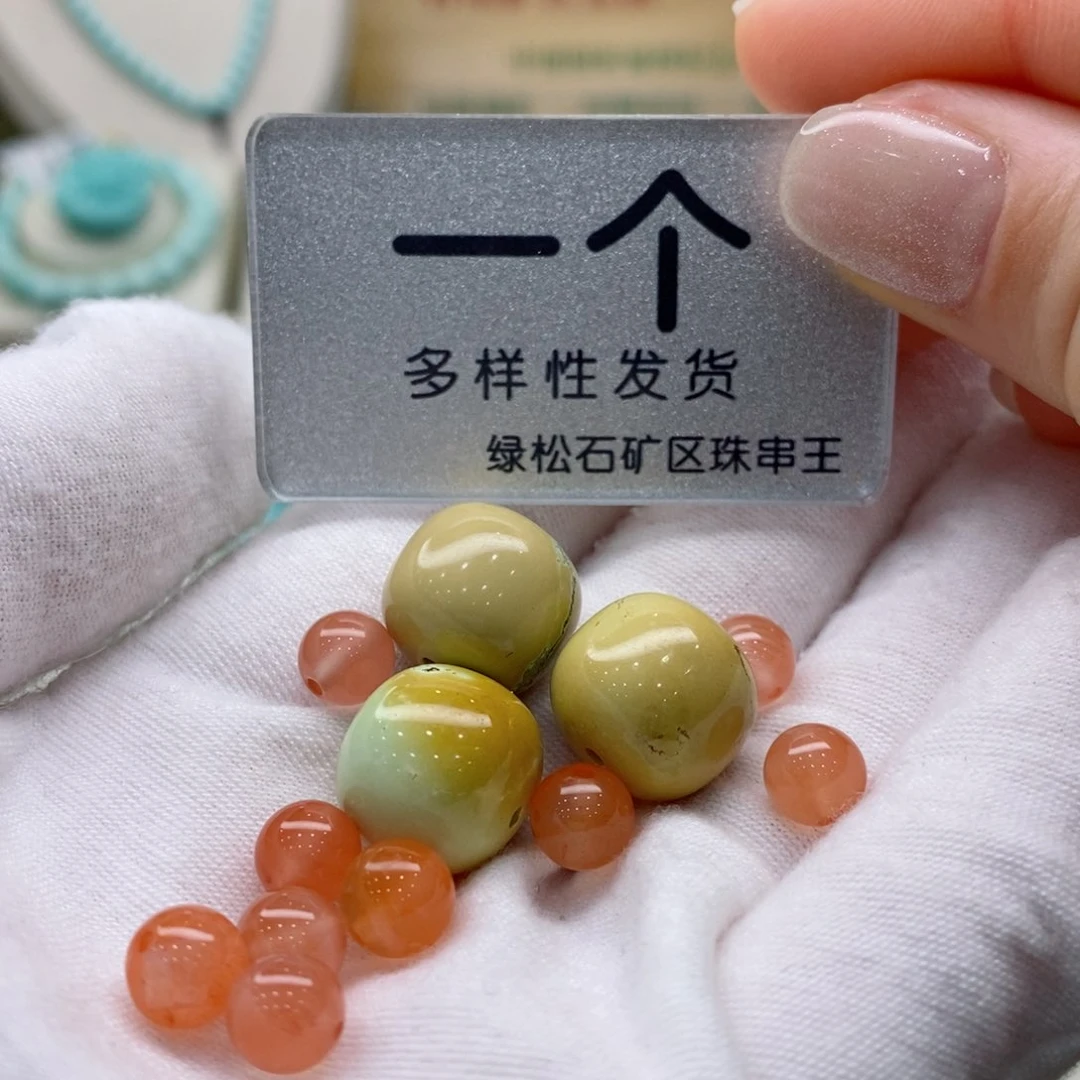 一个
多样性发货
绿松石矿区珠串王